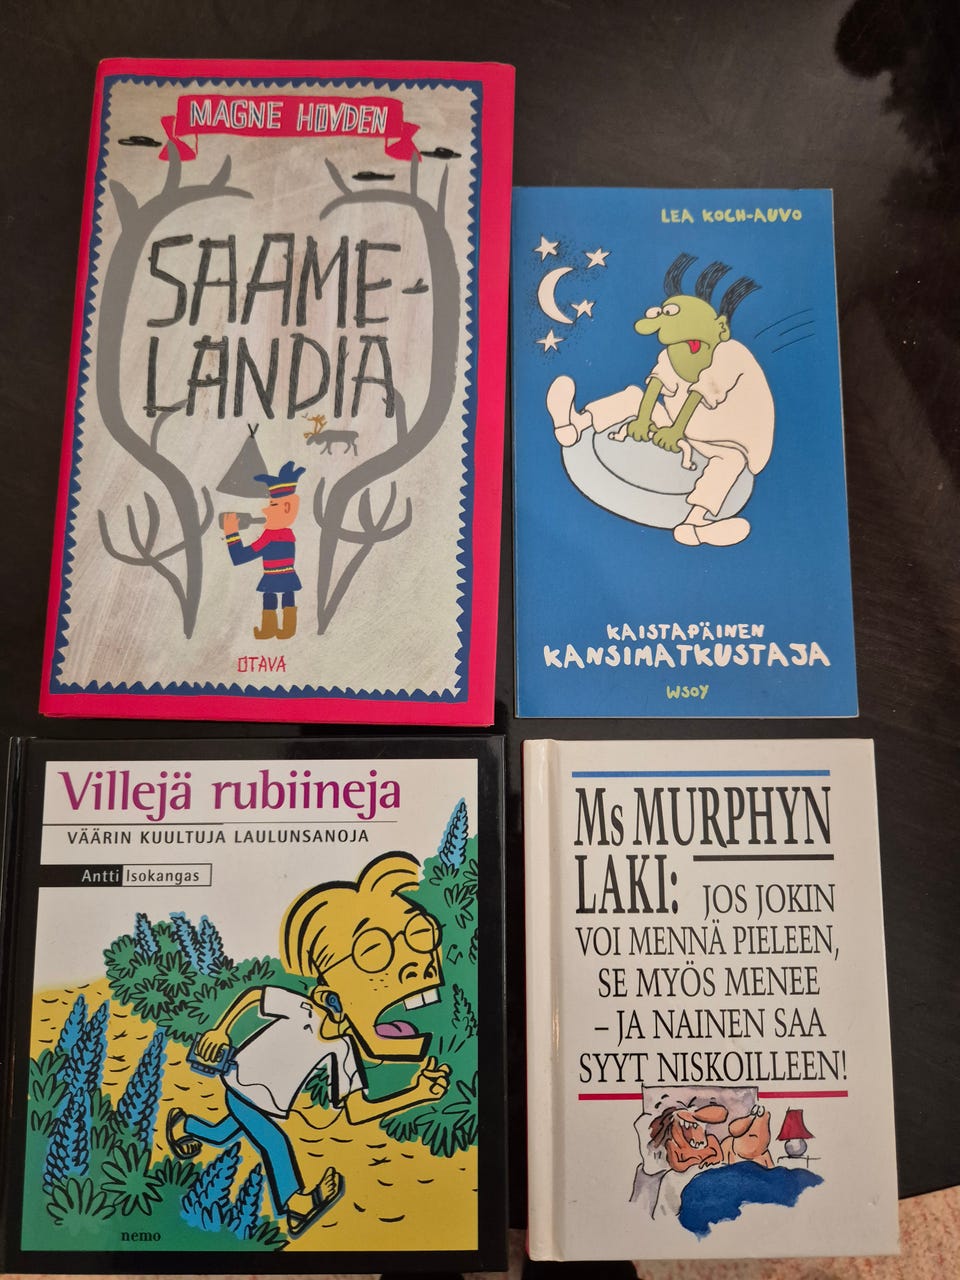 MAGNE HOVDEN
SAAME-
LANDIA
OTAVA
LEA KOCH-AUVO
KAISTAPÄINEN
KANSIMATKUSTAJA
WSOY
Villejä rubiineja
VÄÄRIN KUULTUJA LAULUNSANOJA
Antti Isokangas
nemo
Ms MURPHYN
LAKI: JOS JOKIN
VOI MENNÄ PIELEEN,
SE MYÖS MENEE
– JA NAINEN SAA
SYYT NISKOILLEEN!